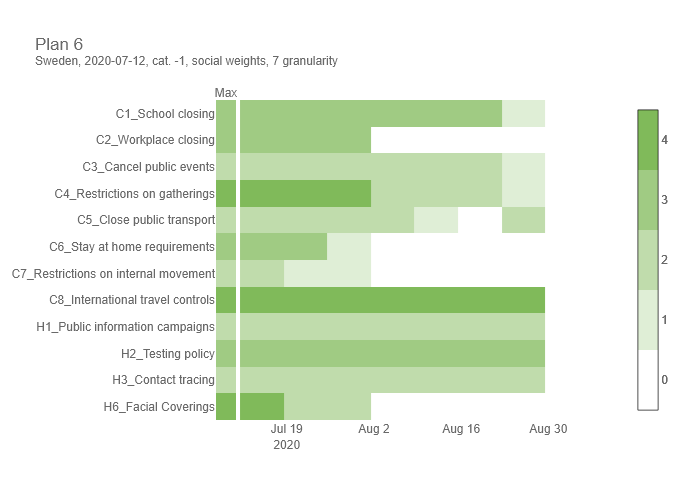 Plan 6
Sweden, 2020-07-12, cat. -1, social weights, 7 granularity
Max
C1_School closing
C2_Workplace closing
C3_Cancel public events
C4_Restrictions on gatherings
C5_Close public transport
C6_Stay at home requirements
C7_Restrictions on internal movement
C8_International travel controls
H1_Public information campaigns
H2_Testing policy
H3_Contact tracing
H6_Facial Coverings
Jul 19 Aug 2 Aug 16 Aug 30
2020
4
3
2
1
0